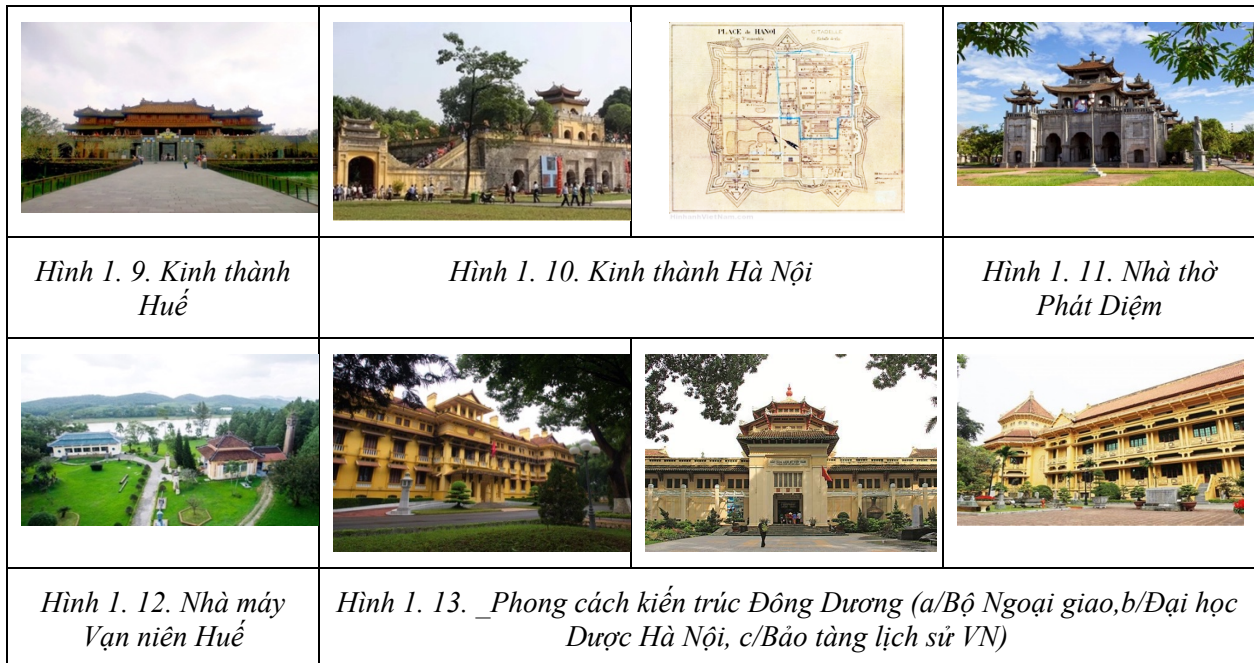 PLACE de HANOI
CITADELLE
Hình 1. 9. Kinh thành
Huế
Hình 1. 10. Kinh thành Hà Nội
Hình 1. 11. Nhà thờ
Phát Diệm
Hình 1. 12. Nhà máy
Vạn niên Huế
Hình 1. 13. _Phong cách kiến trúc Đông Dương (a/Bộ Ngoại giao,b/Đại học
Dược Hà Nội, c/Bảo tàng lịch sử VN)